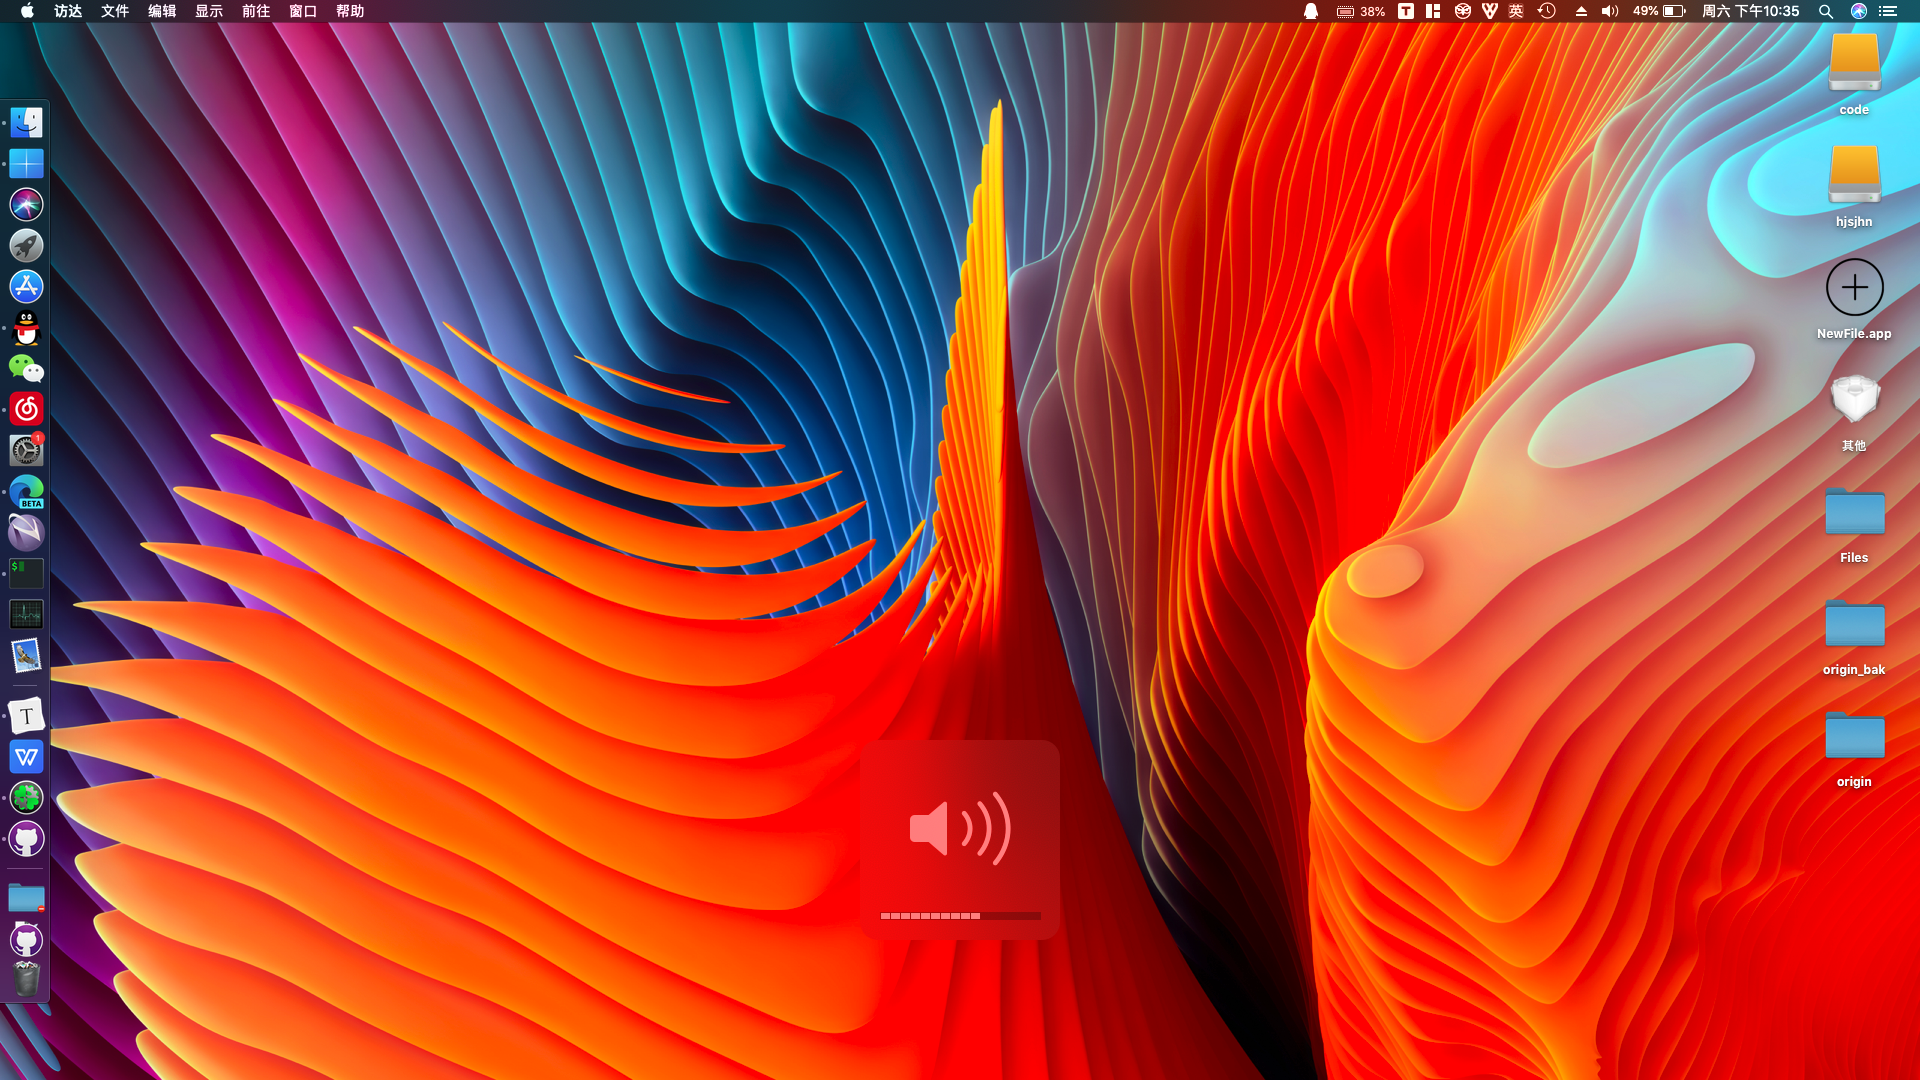 访达 文件 编辑 显示 前往 窗口 帮助 38% T 英 49% 周六 下午10:35
code
hjsjhn
NewFile.app
其他
Files
origin_bak
origin
1
BETA
$
T